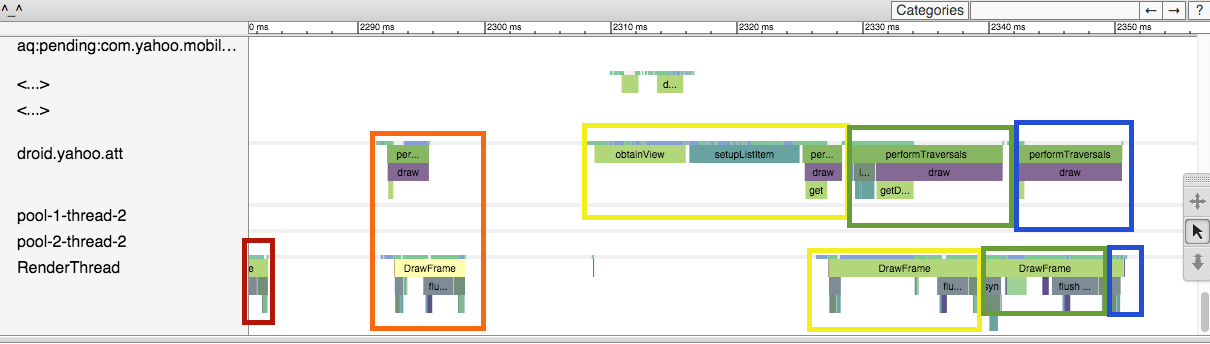 ^_^ Categories ← → ?
0 ms 2290 ms 2300 ms 2310 ms 2320 ms 2330 ms 2340 ms 2350 ms
aq:pending:com.yahoo.mobil...
<...> d...
<...>
droid.yahoo.att per... obtainView setupListItem per... performTraversals performTraversals
draw draw draw draw
get l... getD...
pool-1-thread-2
pool-2-thread-2
RenderThread e DrawFrame DrawFrame DrawFrame
flu... flu... syn flush ...